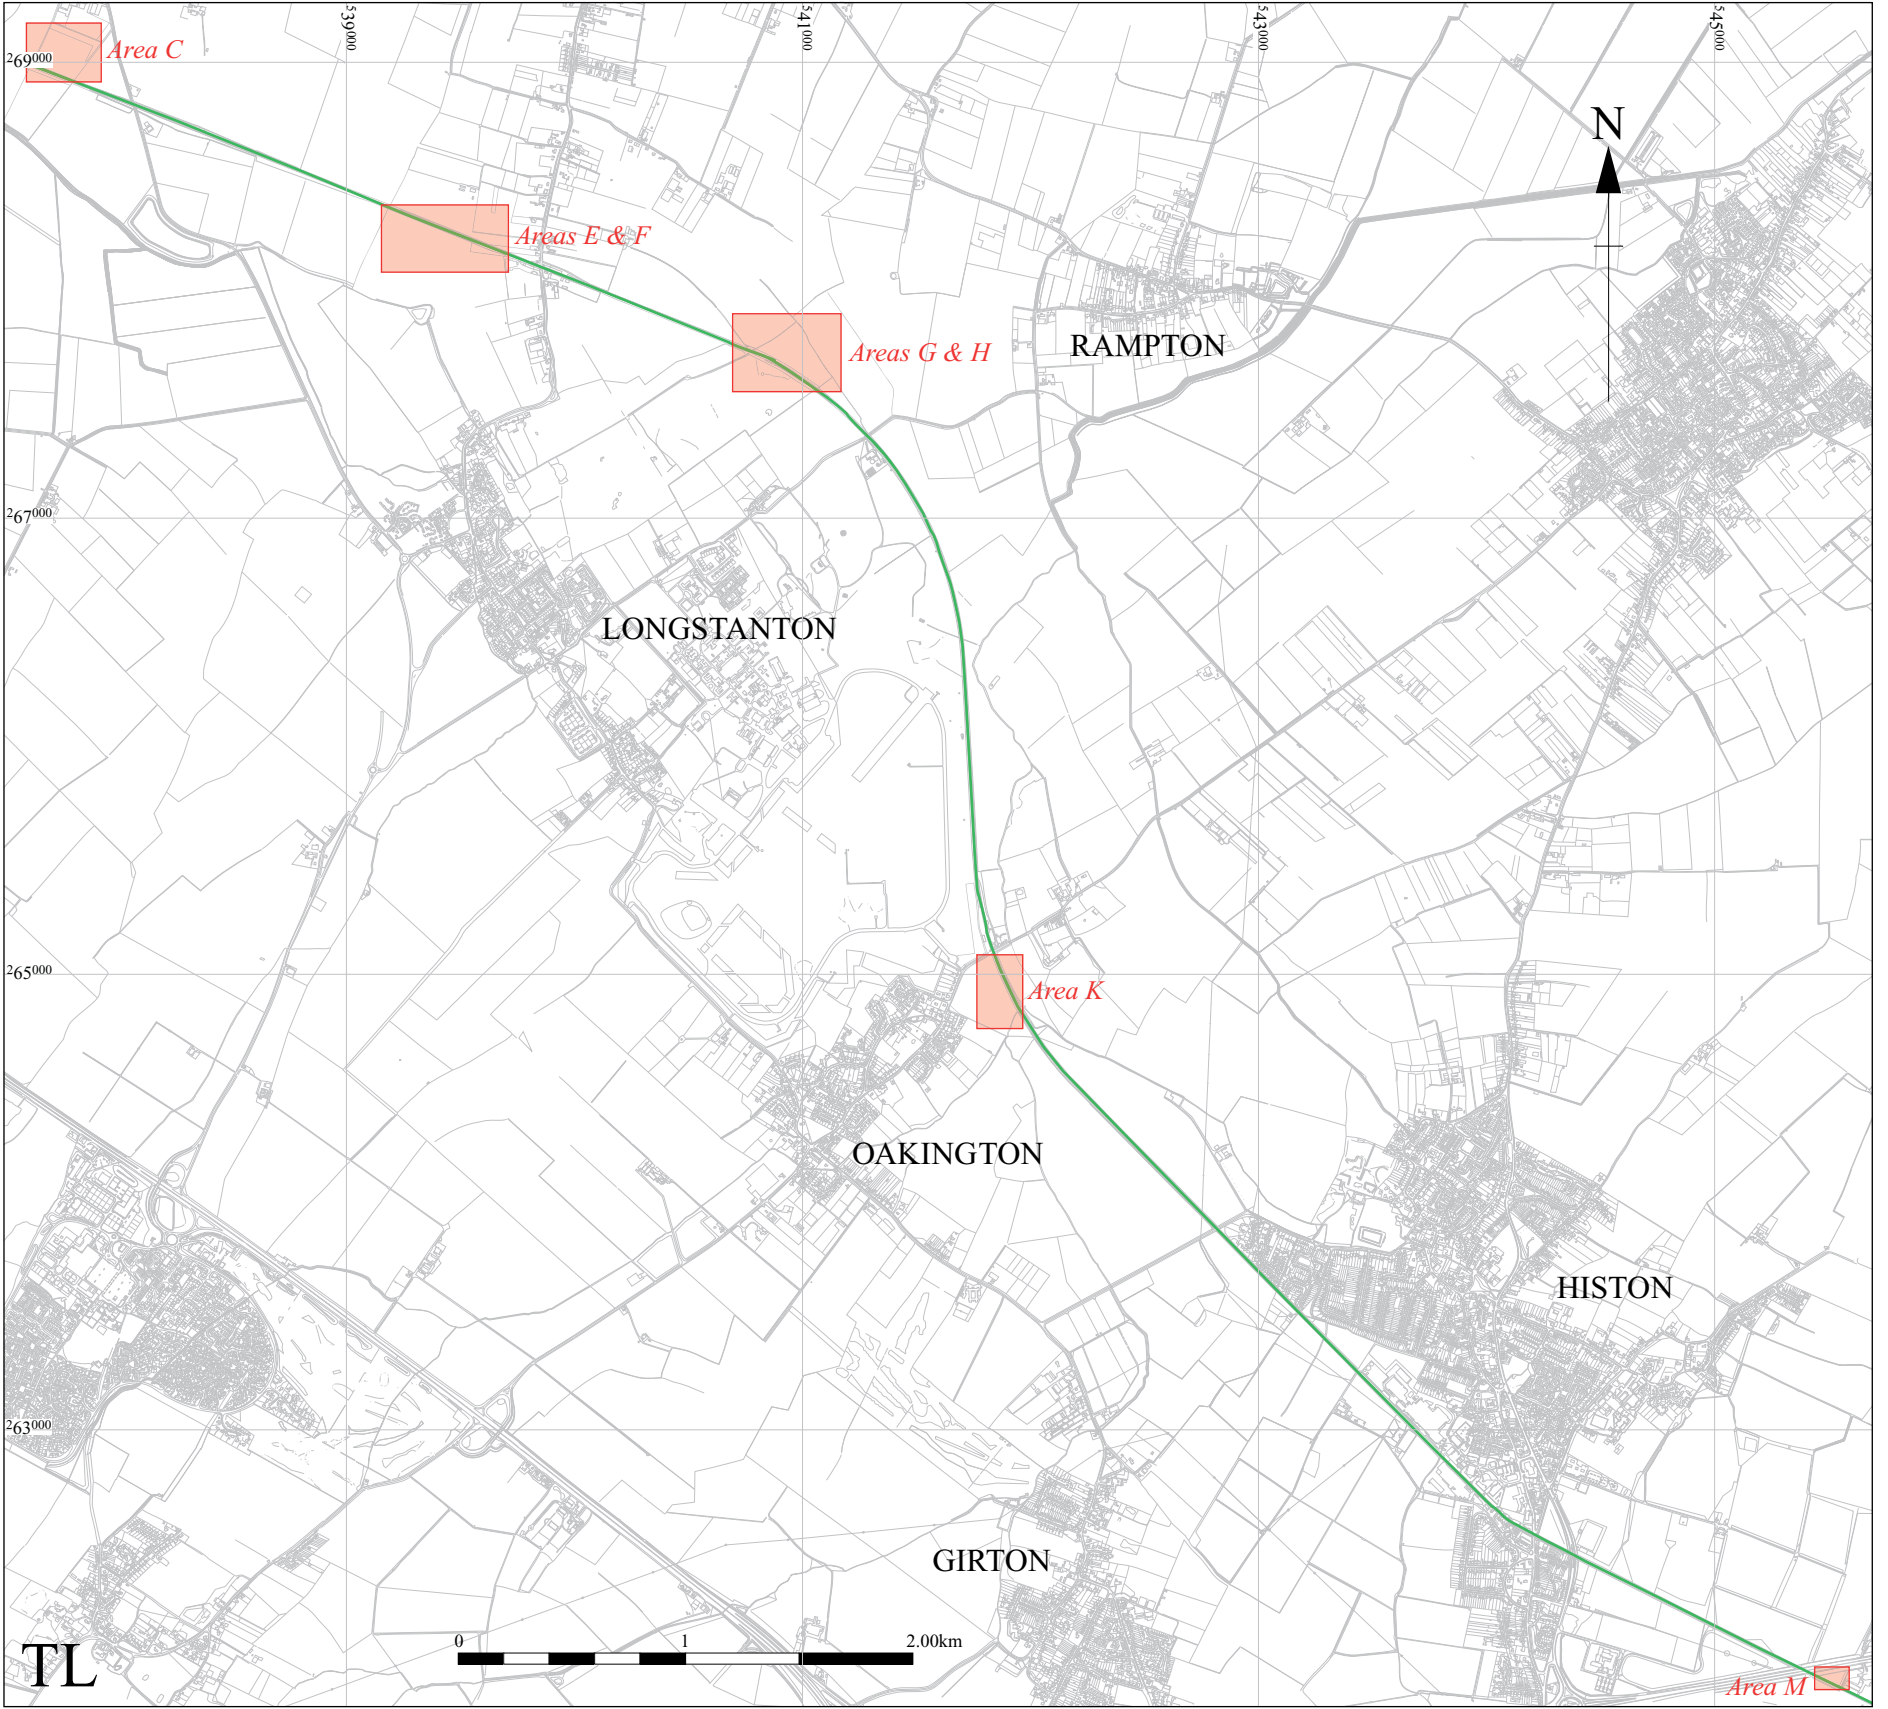 539000
541000
543000
545000
Area C
269000
N
Areas E & F
Areas G & H
RAMPTON
267000
LONGSTANTON
265000
Area K
OAKINGTON
HISTON
263000
GIRTON
0 1 2.00km
TL
Area M